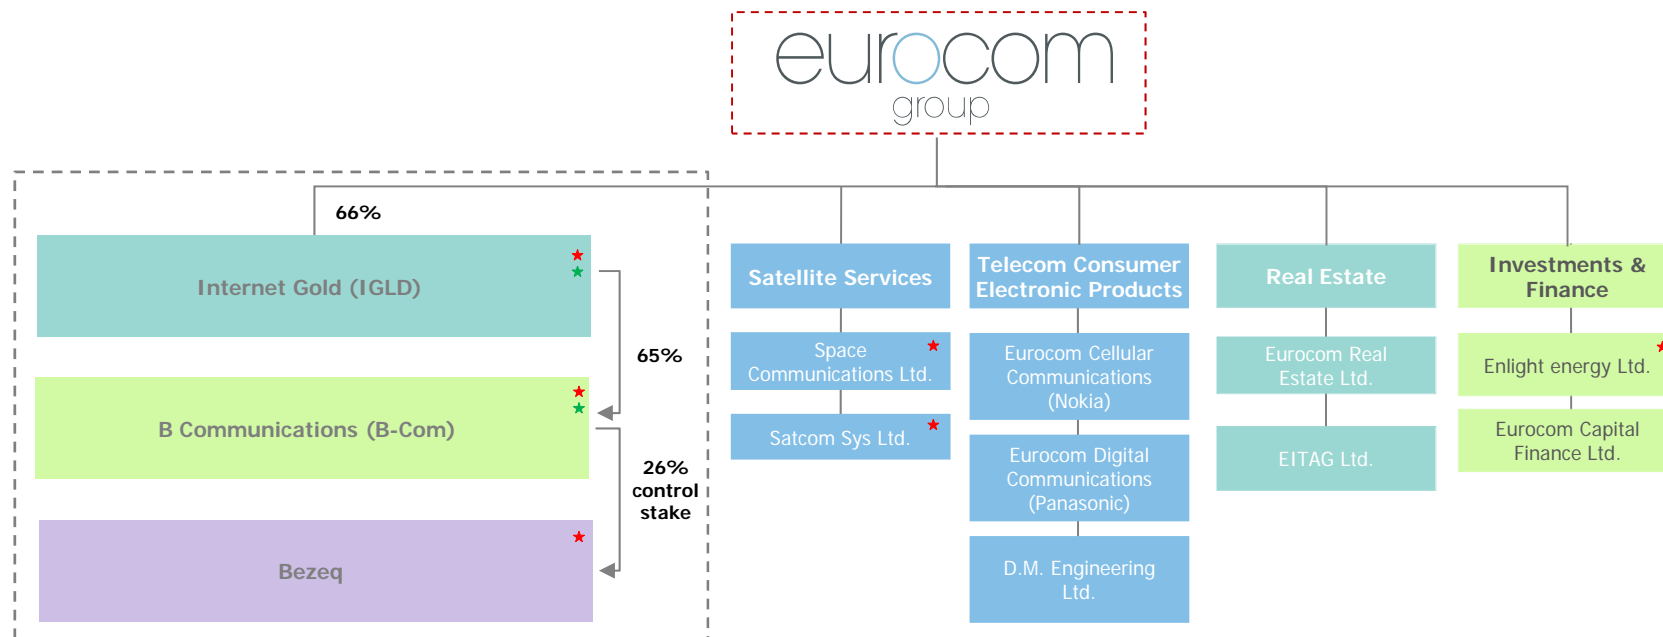 eurocom
group
66%
Internet Gold (IGLD)
65%
B Communications (B-Com)
26%
control
stake
Bezeq
Satellite Services
Space
Communications Ltd.
Satcom Sys Ltd.
Telecom Consumer
Electronic Products
Eurocom Cellular
Communications
(Nokia)
Eurocom Digital
Communications
(Panasonic)
D.M. Engineering
Ltd.
Real Estate
Eurocom Real
Estate Ltd.
EITAG Ltd.
Investments &
Finance
Enlight energy Ltd.
Eurocom Capital
Finance Ltd.